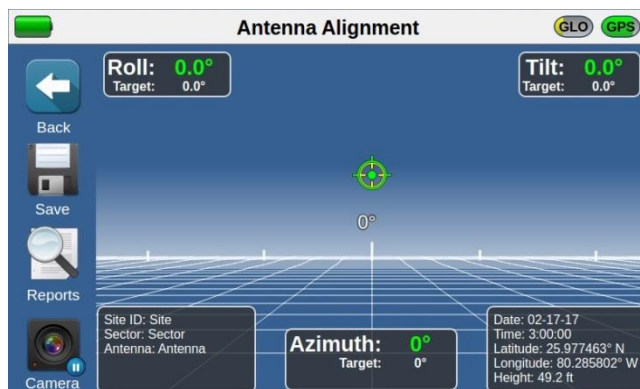 Antenna Alignment
GLO GPS
Roll: 0.0°
Target: 0.0°
Tilt: 0.0°
Target: 0.0°
Back
Save
Reports
Camera
0°
Site ID: Site
Sector: Sector
Antenna: Antenna
Azimuth: 0°
Target: 0°
Date: 02-17-17
Time: 3:00:00
Latitude: 25.977463° N
Longitude: 80.285802° W
Height: 49.2 ft